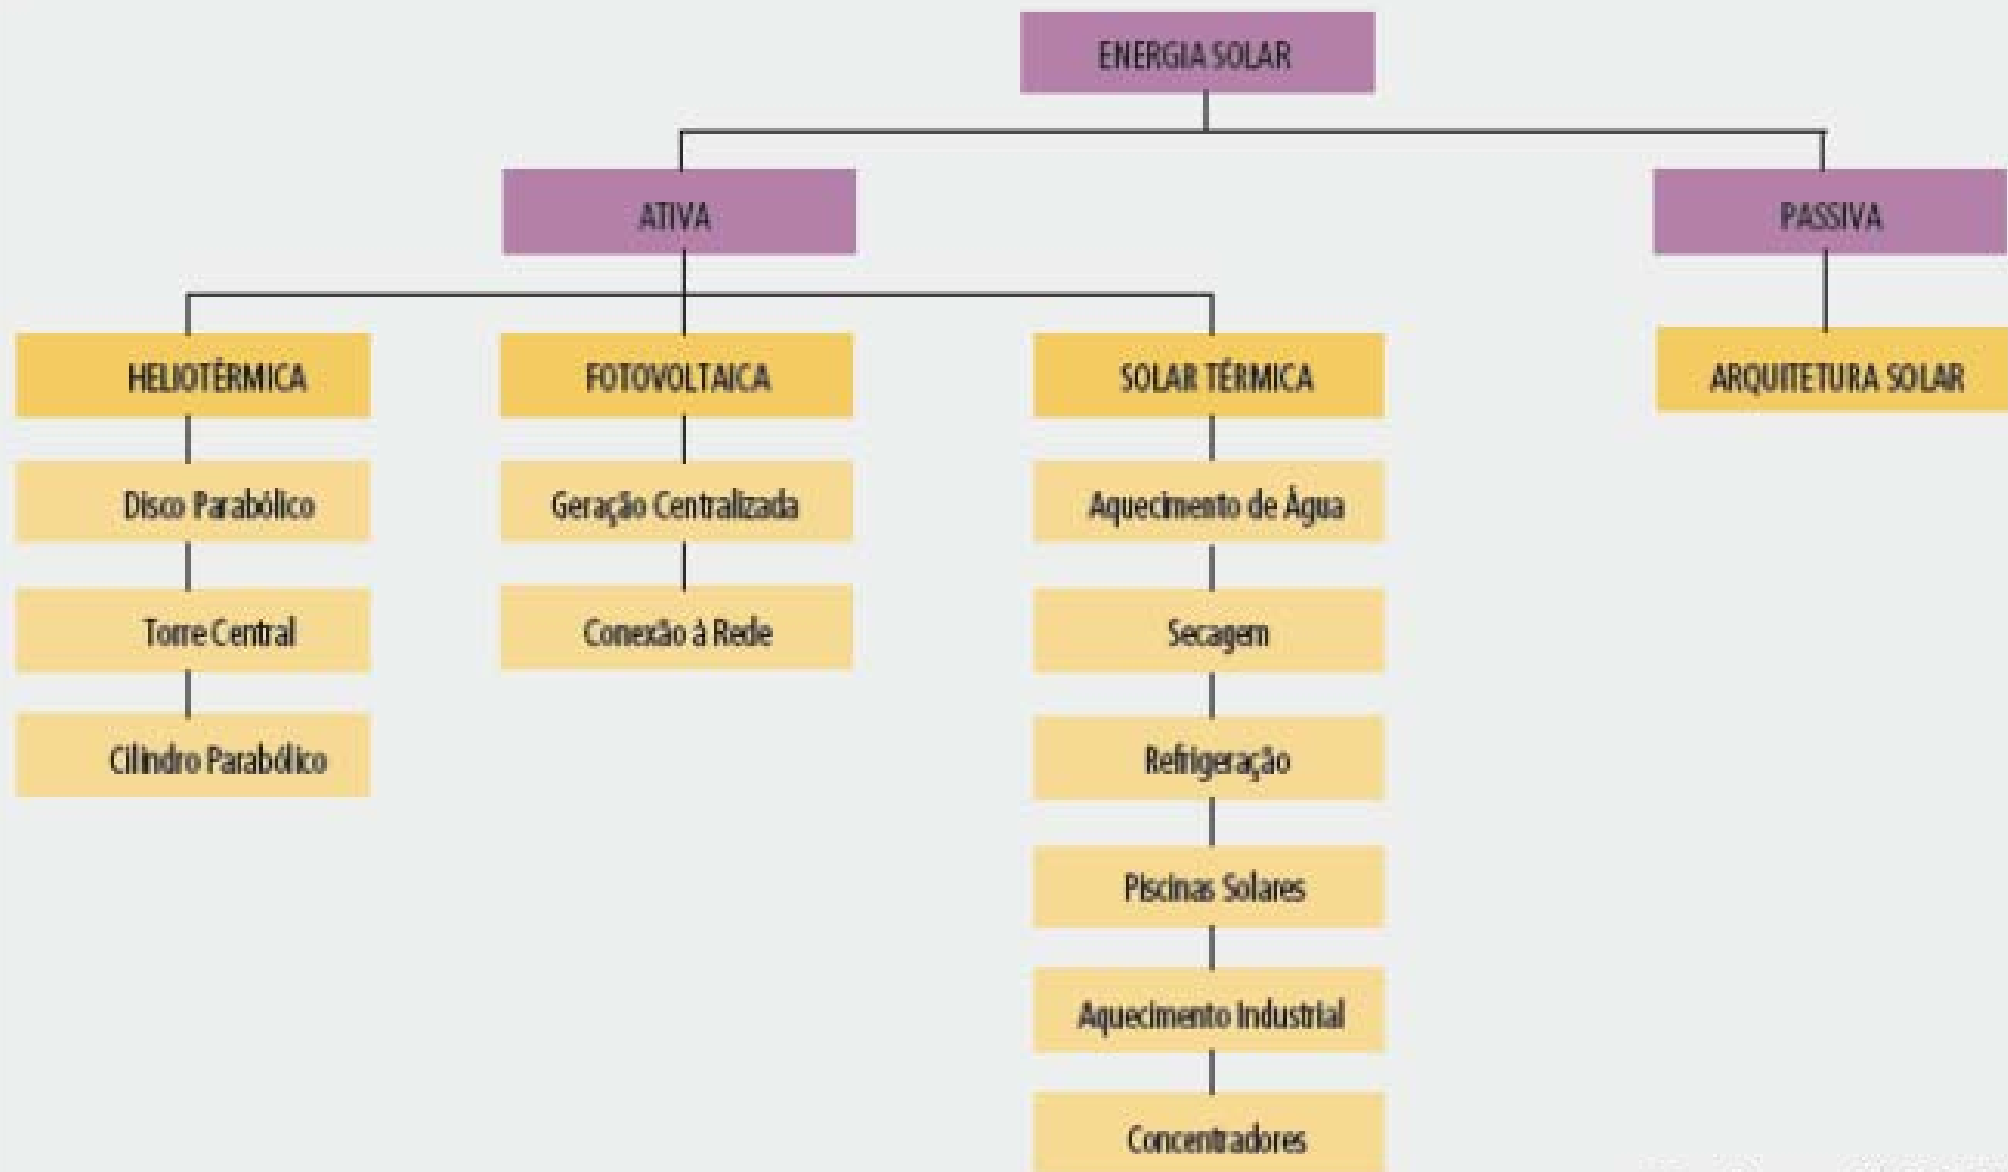 ENERGIA SOLAR
ATIVA
PASSIVA
HELIOTÉRMICA
FOTOVOLTAICA
SOLAR TÉRMICA
ARQUITETURA SOLAR
Disco Parabólico
Geração Centralizada
Aquecimento de Água
Torre Central
Conexão à Rede
Secagem
Cilindro Parabólico
Refrigeração
Piscinas Solares
Aquecimento Industrial
Concentradores